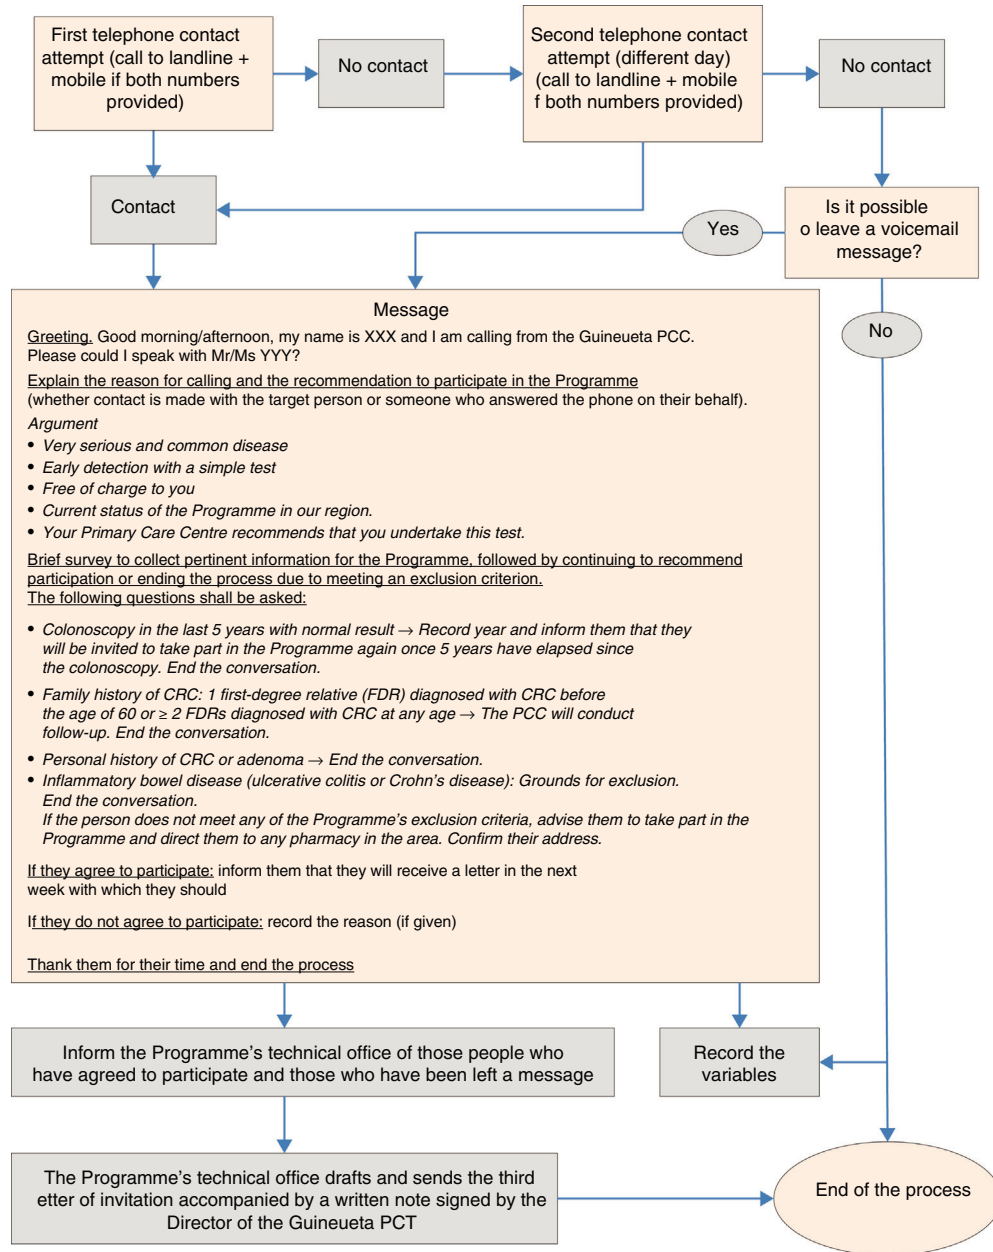 First telephone contact
attempt (call to landline +
mobile if both numbers
provided)
No contact
Second telephone contact
attempt (different day)
(call to landline + mobile
f both numbers provided)
No contact
Contact
Yes
Is it possible
o leave a voicemail
message?
No
Message
Greeting. Good morning/afternoon, my name is XXX and I am calling from the Guineueta PCC.
Please could I speak with Mr/Ms YYY?
Explain the reason for calling and the recommendation to participate in the Programme
(whether contact is made with the target person or someone who answered the phone on their behalf).
Argument
• Very serious and common disease
• Early detection with a simple test
• Free of charge to you
• Current status of the Programme in our region.
• Your Primary Care Centre recommends that you undertake this test.
Brief survey to collect pertinent information for the Programme, followed by continuing to recommend
participation or ending the process due to meeting an exclusion criterion.
The following questions shall be asked:
• Colonoscopy in the last 5 years with normal result → Record year and inform them that they
will be invited to take part in the Programme again once 5 years have elapsed since
the colonoscopy. End the conversation.
• Family history of CRC: 1 first-degree relative (FDR) diagnosed with CRC before
the age of 60 or ≥ 2 FDRs diagnosed with CRC at any age → The PCC will conduct
follow-up. End the conversation.
• Personal history of CRC or adenoma → End the conversation.
• Inflammatory bowel disease (ulcerative colitis or Crohn's disease): Grounds for exclusion.
End the conversation.
If the person does not meet any of the Programme's exclusion criteria, advise them to take part in the
Programme and direct them to any pharmacy in the area. Confirm their address.
If they agree to participate: inform them that they will receive a letter in the next
week with which they should
If they do not agree to participate: record the reason (if given)
Thank them for their time and end the process
Inform the Programme's technical office of those people who
have agreed to participate and those who have been left a message
Record the
variables
The Programme's technical office drafts and sends the third
etter of invitation accompanied by a written note signed by the
Director of the Guineueta PCT
End of the process